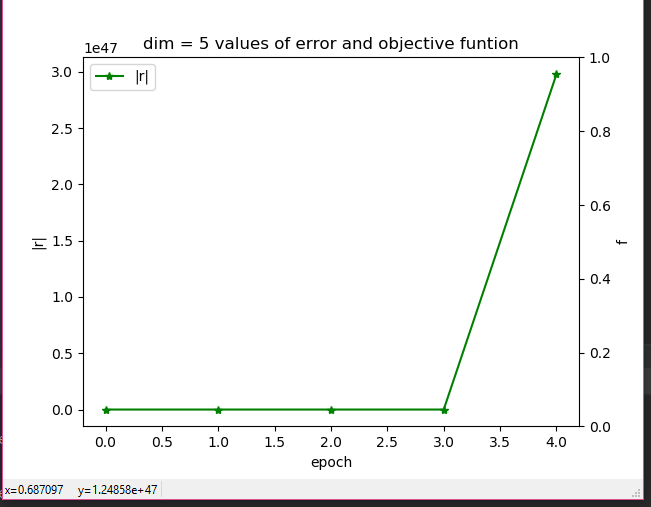 dim = 5 values of error and objective funtion
1e47
|r|
3.0
2.5
2.0
1.5
1.0
0.5
0.0
|r|
1.0
0.8
0.6
0.4
0.2
0.0
f
0.0 0.5 1.0 1.5 2.0 2.5 3.0 3.5 4.0
epoch
x=0.687097 y=1.24858e+47